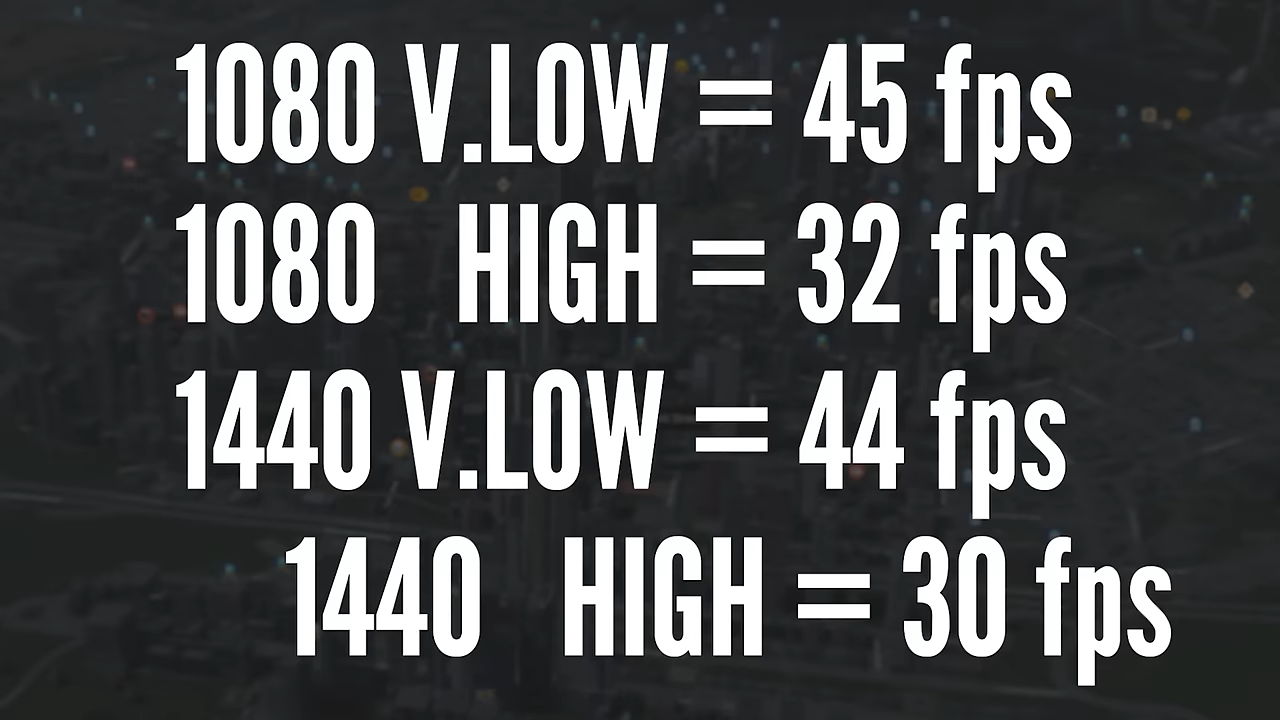 1080 V.LOW = 45 fps
1080 HIGH = 32 fps
1440 V.LOW = 44 fps
1440 HIGH = 30 fps